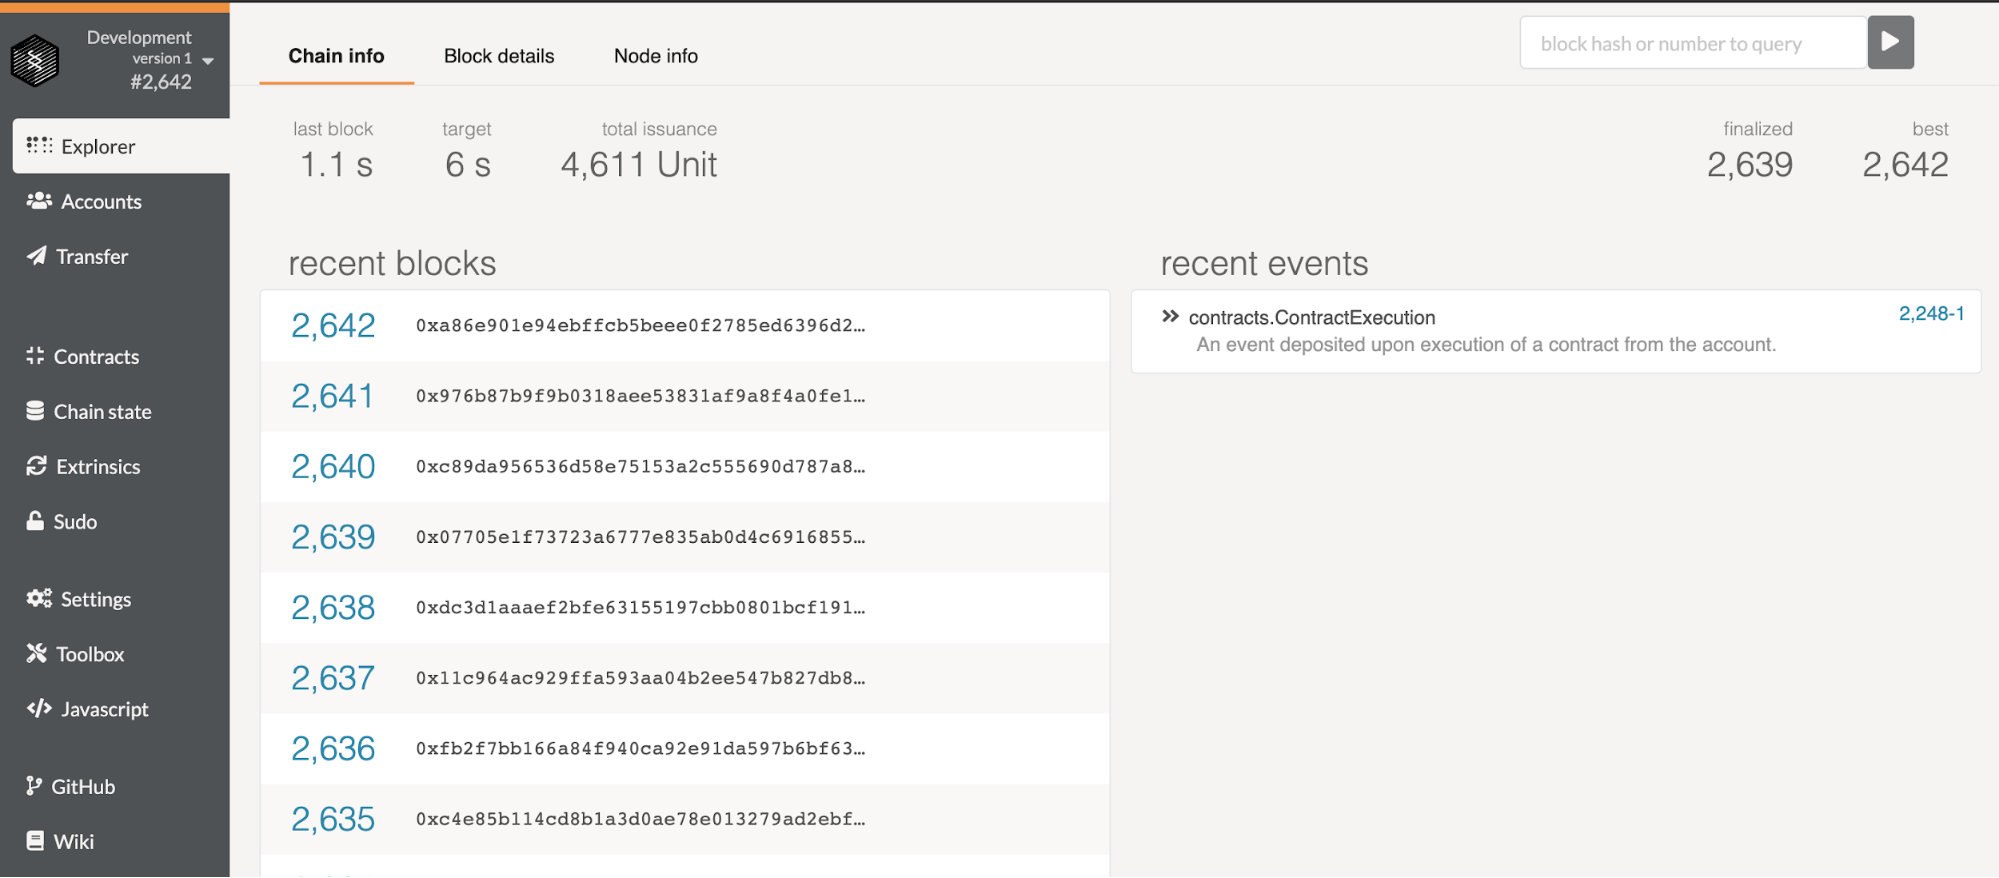 Development
version 1
#2,642
Explorer
Accounts
Transfer
Contracts
Chain state
Extrinsics
Sudo
Settings
Toolbox
Javascript
GitHub
Wiki
Chain info
Block details
Node info
block hash or number to query
last block
1.1 s
target
6 s
total issuance
4,611 Unit
finalized
2,639
best
2,642
recent blocks
2,642 0xa86e901e94ebffcb5beee0f2785ed6396d2…
2,641 0x976b87b9f9b0318aee53831af9a8f4a0fe1…
2,640 0xc89da956536d58e75153a2c555690d787a8…
2,639 0x07705e1f73723a6777e835ab0d4c6916855…
2,638 0xdc3d1aaaef2bfe63155197cbb0801bcf191…
2,637 0x11c964ac929ffa593aa04b2ee547b827db8…
2,636 0xfb2f7bb166a84f940ca92e91da597b6bf63…
2,635 0xc4e85b114cd8b1a3d0ae78e013279ad2ebf…
recent events
contracts.ContractExecution
2,248-1
An event deposited upon execution of a contract from the account.